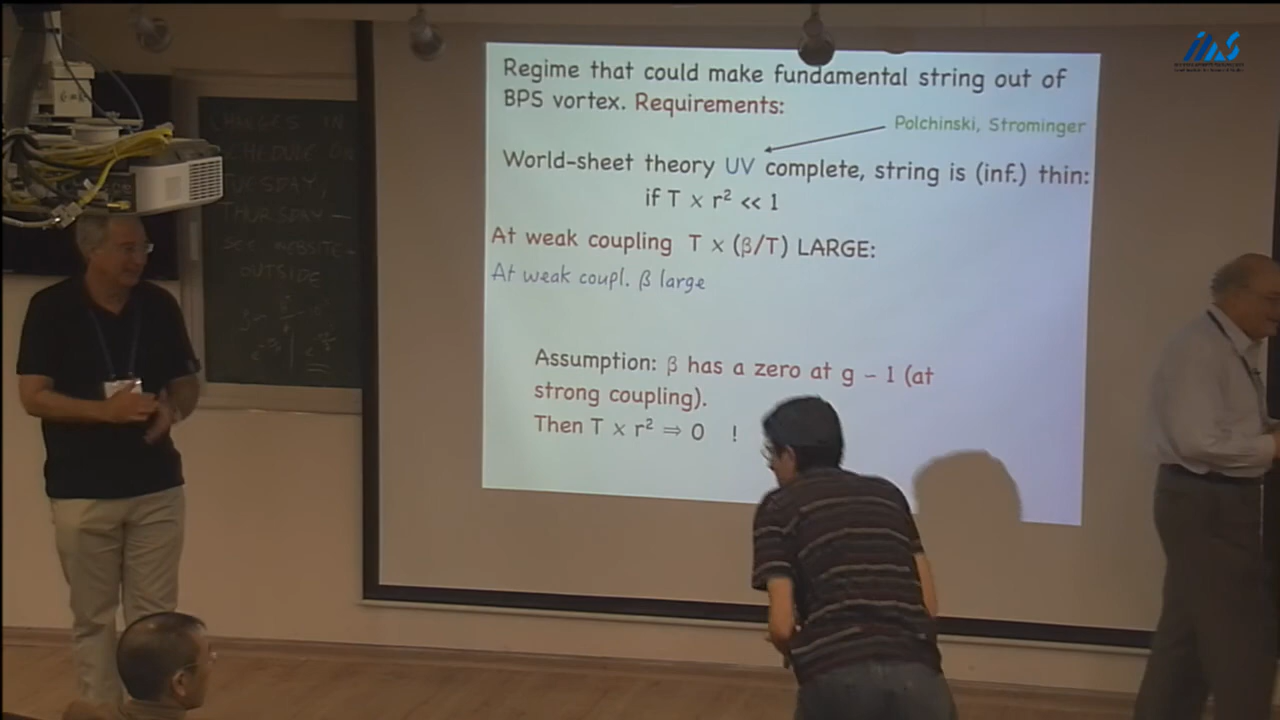 Regime that could make fundamental string out of
BPS vortex. Requirements:
Polchinski, Strominger
World-sheet theory UV complete, string is (inf.) thin:
if T × r² << 1
At weak coupling T × (β/T) LARGE:
At weak coupl. β large
Assumption: β has a zero at g – 1 (at
strong coupling).
Then T × r² ⇒ 0 !
CHANGES IN
SCHEDULE ON
TUESDAY,
THURSDAY –
SEE WEBSITE –
OUTSIDE